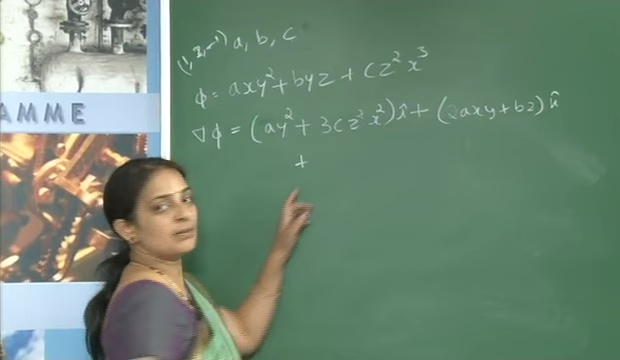 (1, 2, -1) a, b, c
φ = axy² + byz + cz²x³
∇φ = (ay² + 3cz²x²)î + (2axy + bz)ĵ
+
AMME